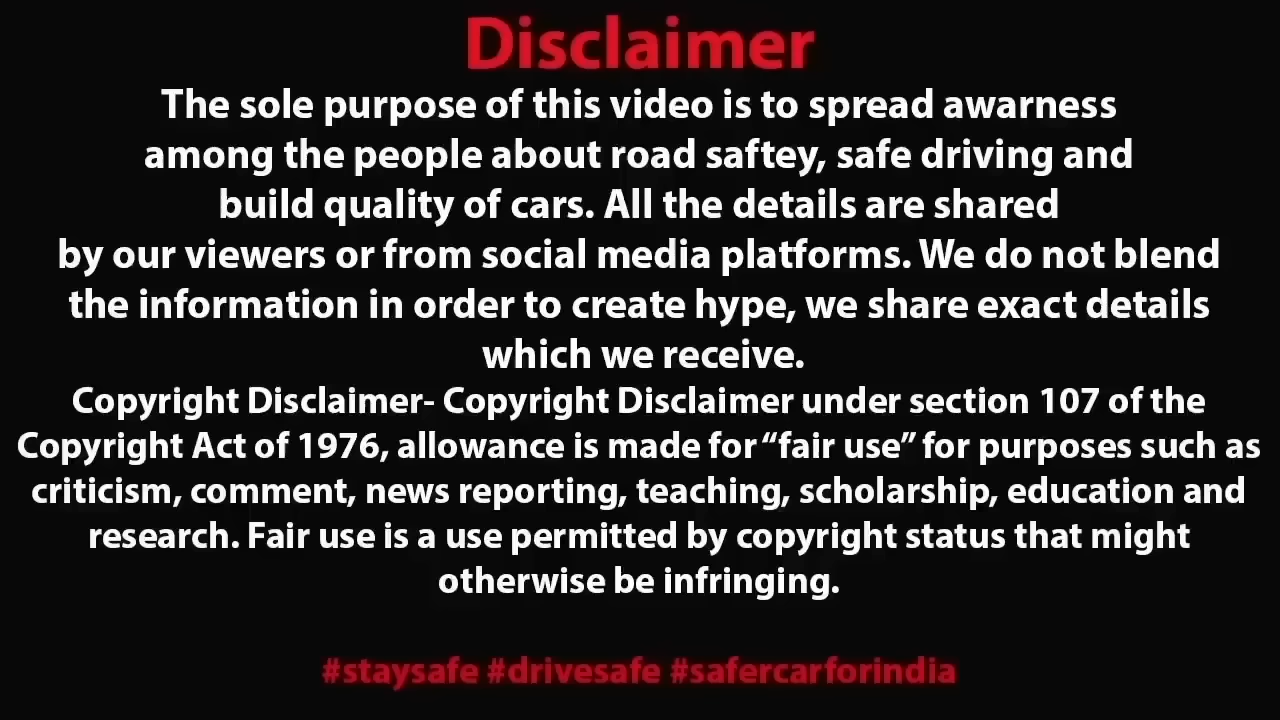 Disclaimer
The sole purpose of this video is to spread awarness
among the people about road saftey, safe driving and
build quality of cars. All the details are shared
by our viewers or from social media platforms. We do not blend
the information in order to create hype, we share exact details
which we receive.
Copyright Disclaimer- Copyright Disclaimer under section 107 of the
Copyright Act of 1976, allowance is made for “fair use” for purposes such as
criticism, comment, news reporting, teaching, scholarship, education and
research. Fair use is a use permitted by copyright status that might
otherwise be infringing.
#staysafe #drivesafe #safercarforindia